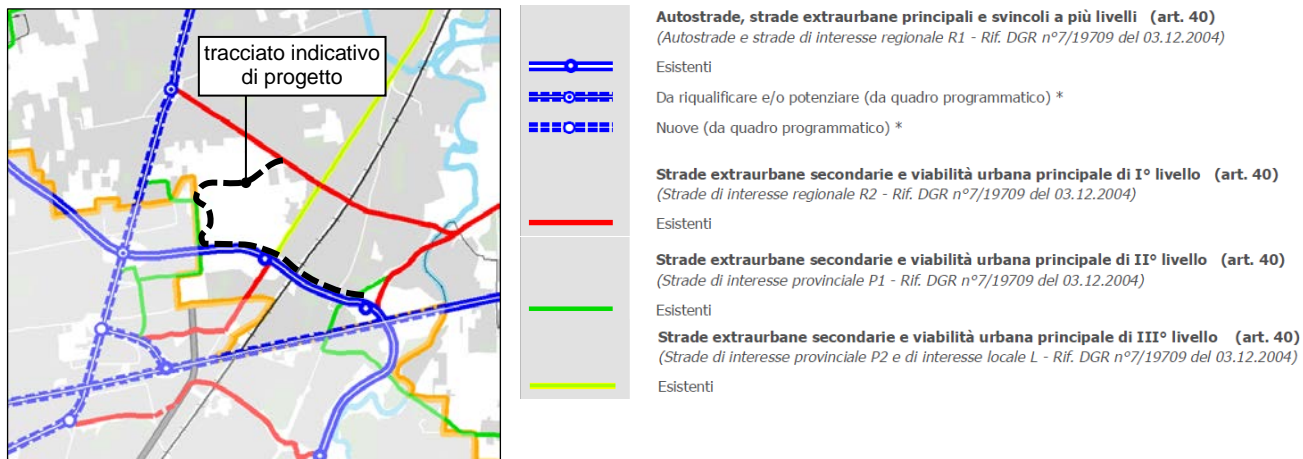 tracciato indicativo
di progetto
Autostrade, strade extraurbane principali e svincoli a più livelli (art. 40)
(Autostrade e strade di interesse regionale R1 - Rif. DGR n°7/19709 del 03.12.2004)
Esistenti
Da riqualificare e/o potenziare (da quadro programmatico) *
Nuove (da quadro programmatico) *
Strade extraurbane secondarie e viabilità urbana principale di I° livello (art. 40)
(Strade di interesse regionale R2 - Rif. DGR n°7/19709 del 03.12.2004)
Esistenti
Strade extraurbane secondarie e viabilità urbana principale di II° livello (art. 40)
(Strade di interesse provinciale P1 - Rif. DGR n°7/19709 del 03.12.2004)
Esistenti
Strade extraurbane secondarie e viabilità urbana principale di III° livello (art. 40)
(Strade di interesse provinciale P2 e di interesse locale L - Rif. DGR n°7/19709 del 03.12.2004)
Esistenti